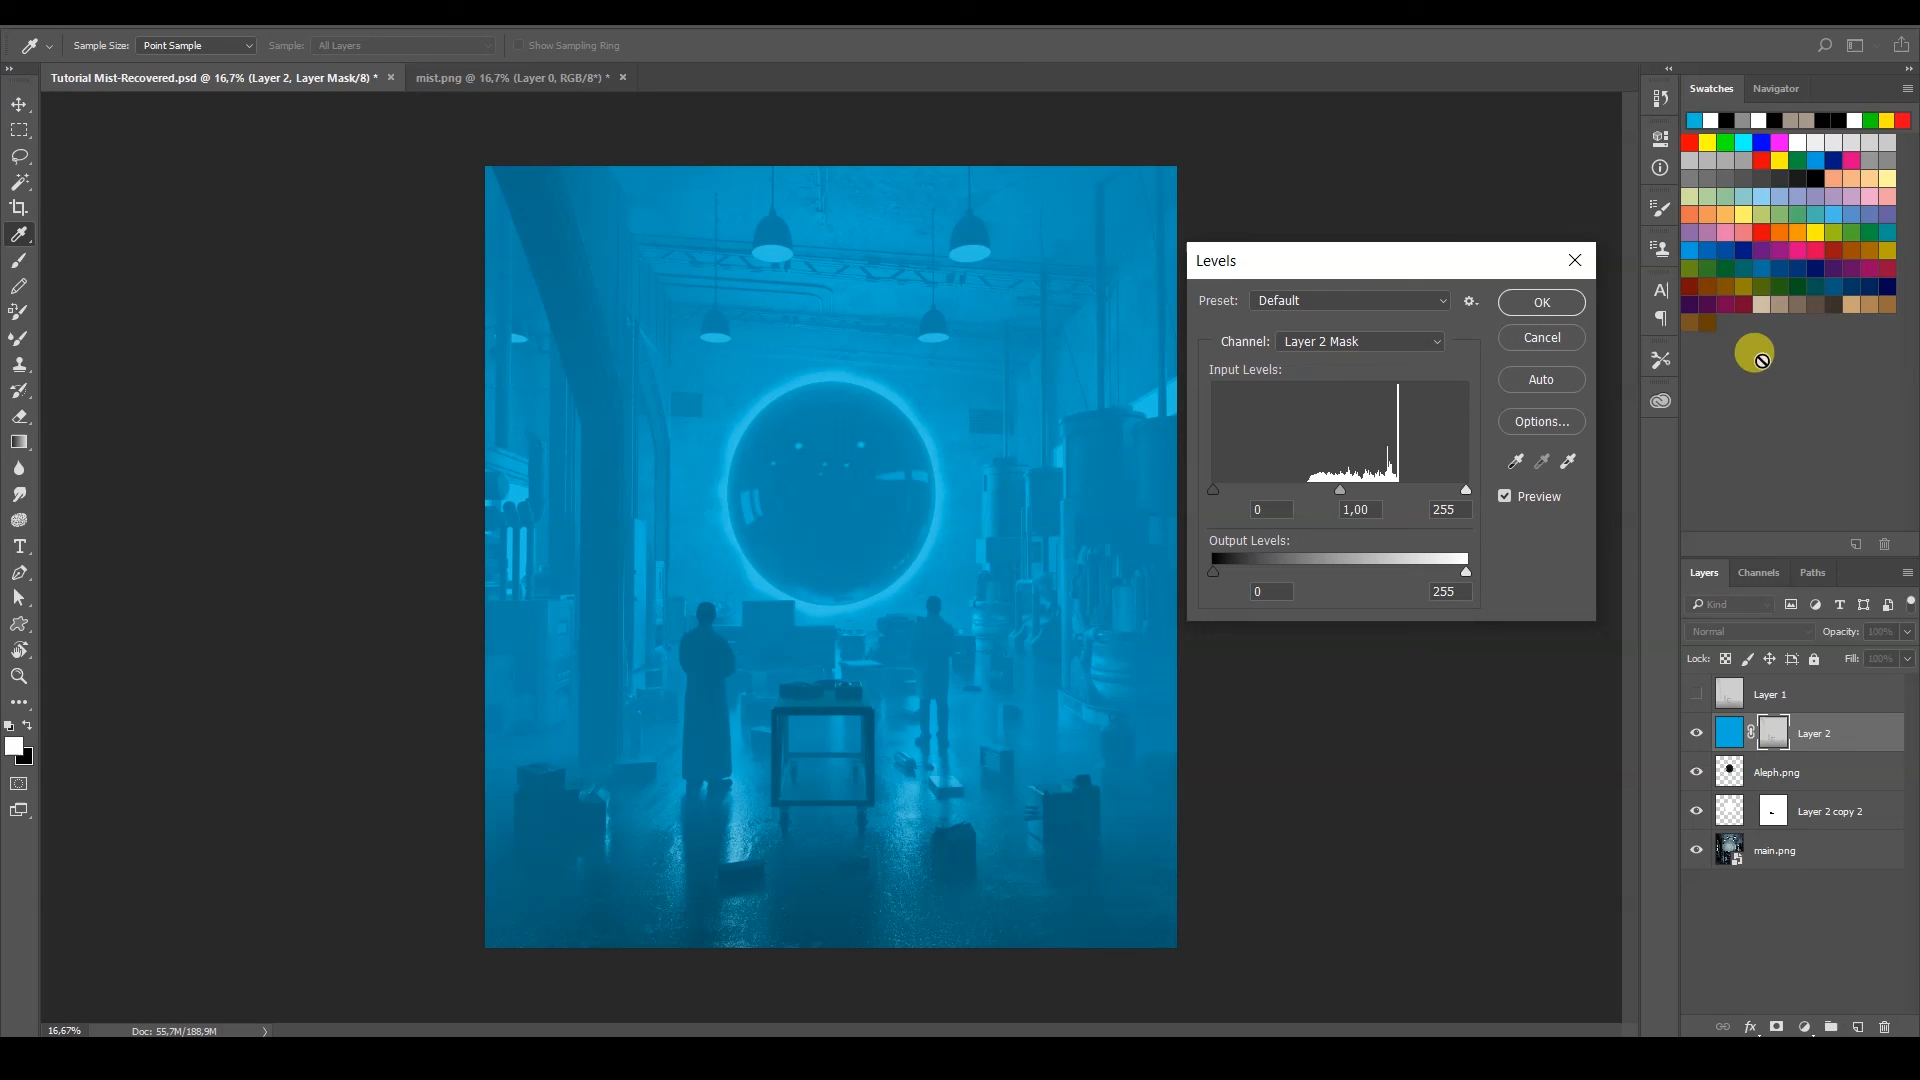 Sample Size: Point Sample Sample: All Layers Show Sampling Ring
Tutorial Mist-Recovered.psd @ 16,7% (Layer 2, Layer Mask/8) * × mist.png @ 16,7% (Layer 0, RGB/8*) * ×
Swatches Navigator
Levels
Preset: Default OK
Channel: Layer 2 Mask Cancel
Input Levels:
Auto
Options...
Preview
0 1,00 255
Output Levels:
0 255
Layers Channels Paths
Kind
Normal Opacity: 100%
Lock: Fill: 100%
Layer 1
Layer 2
Aleph.png
Layer 2 copy 2
main.png
16,67% Doc: 55,7M/188,9M